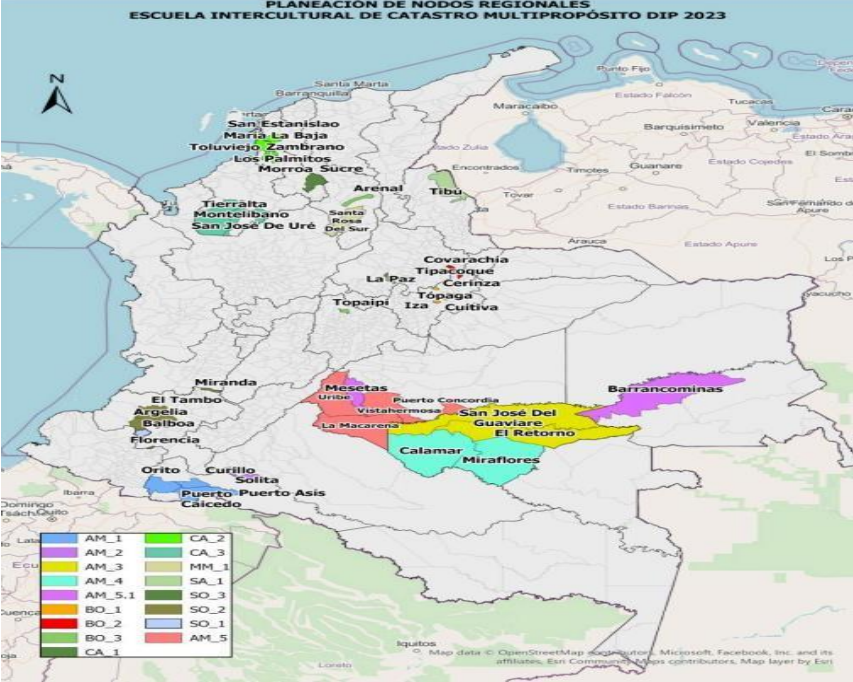 PLANEACIÓN DE NODOS REGIONALES
ESCUELA INTERCULTURAL DE CATASTRO MULTIPROPÓSITO DIP 2023
N
Santa Marta
Barranquilla
Punto Fijo
Estado Falcón
Maracaibo
Tucacas
Barquisimeto
Valencia
Estado Zulia
Encontrados
Timotes
Guanare
Estado Cojedes
Tovar
Estado Barinas
San Fernando de
Apure
Arauca
Estado Apure
San Estanislao
María La Baja
Toluviejo Zambrano
Los Palmitos
Morroa Sucre
Arenal
Tibú
Tierralta
Montelíbano
San José De Uré
Santa
Rosa
Del Sur
Covarachía
Tipacoque
La Paz
Cerinza
Tópaga
Topaipí
Iza
Cuitiva
Miranda
El Tambo
Argelia
Balboa
Florencia
Mesetas
Uribe
Puerto Concordia
Vistahermosa
La Macarena
San José Del
Guaviare
El Retorno
Barrancominas
Calamar
Miraflores
Orito
Curillo
Solita
Puerto
Caicedo
Puerto Asís
Ibarra
Quito
Cuenca
Iquitos
Loreto
AM_1
AM_2
AM_3
AM_4
AM_5.1
BO_1
BO_2
BO_3
CA_1
CA_2
CA_3
MM_1
SA_1
SO_3
SO_2
SO_1
AM_5
Map data © OpenStreetMap contributors, Microsoft, Facebook, Inc. and its
affiliates, Esri Community Maps contributors, Map layer by Esri